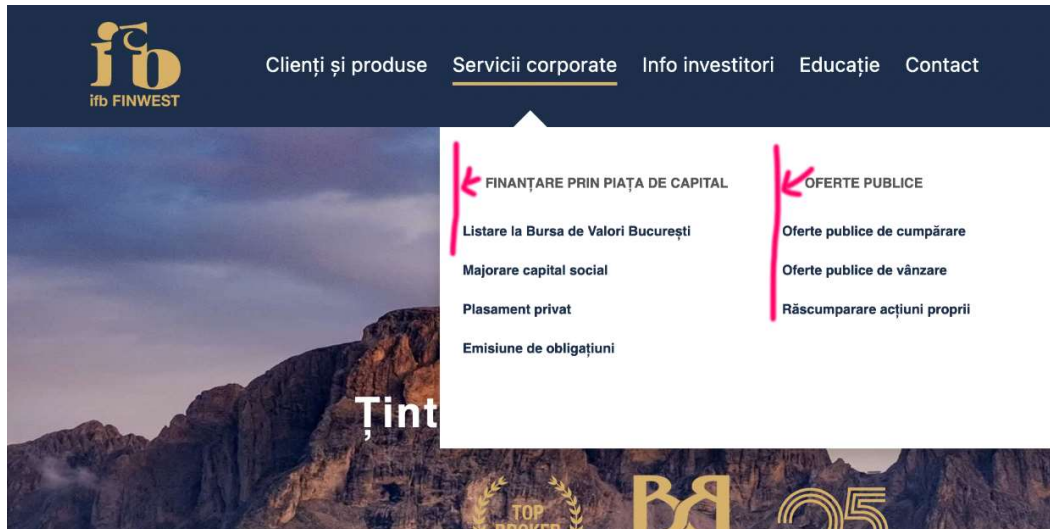 ifb
ifb FINWEST
Clienți și produse
Servicii corporate
Info investitori
Educație
Contact
FINANȚARE PRIN PIAȚA DE CAPITAL
Listare la Bursa de Valori București
Majorare capital social
Plasament privat
Emisiune de obligațiuni
OFERTE PUBLICE
Oferte publice de cumpărare
Oferte publice de vânzare
Răscumparare acțiuni proprii
Țint
TOP
BROKER
25